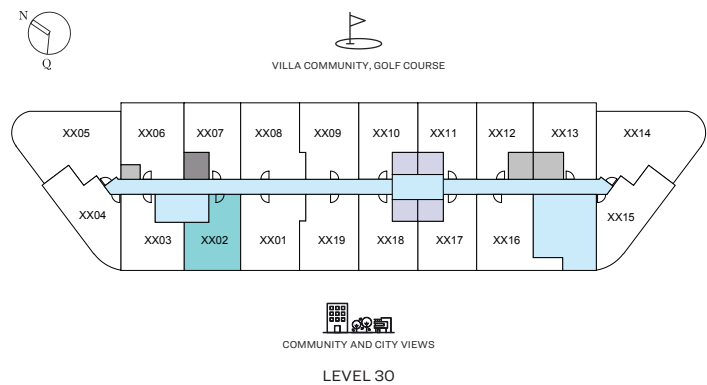 N
Q
VILLA COMMUNITY, GOLF COURSE
XX05 XX06 XX07 XX08 XX09 XX10 XX11 XX12 XX13 XX14
XX04 XX03 XX02 XX01 XX19 XX18 XX17 XX16 XX15
COMMUNITY AND CITY VIEWS
LEVEL 30